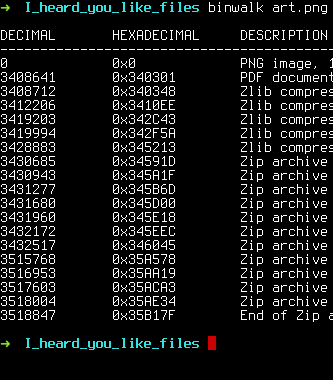 ➜ I_heard_you_like_files binwalk art.png
DECIMAL HEXADECIMAL DESCRIPTION
--------------------------------------------------
0 0x0 PNG image, 1
3408641 0x340301 PDF document
3408712 0x340348 Zlib compres
3412206 0x3410EE Zlib compres
3419203 0x342C43 Zlib compres
3419994 0x342F5A Zlib compres
3428883 0x345213 Zlib compres
3430685 0x34591D Zip archive
3430943 0x345A1F Zip archive
3431277 0x345B6D Zip archive
3431680 0x345D00 Zip archive
3431960 0x345E18 Zip archive
3432172 0x345EEC Zip archive
3432517 0x346045 Zip archive
3515768 0x35A578 Zip archive
3516953 0x35AA19 Zip archive
3517603 0x35ACA3 Zip archive
3518004 0x35AE34 Zip archive
3518847 0x35B17F End of Zip a
➜ I_heard_you_like_files